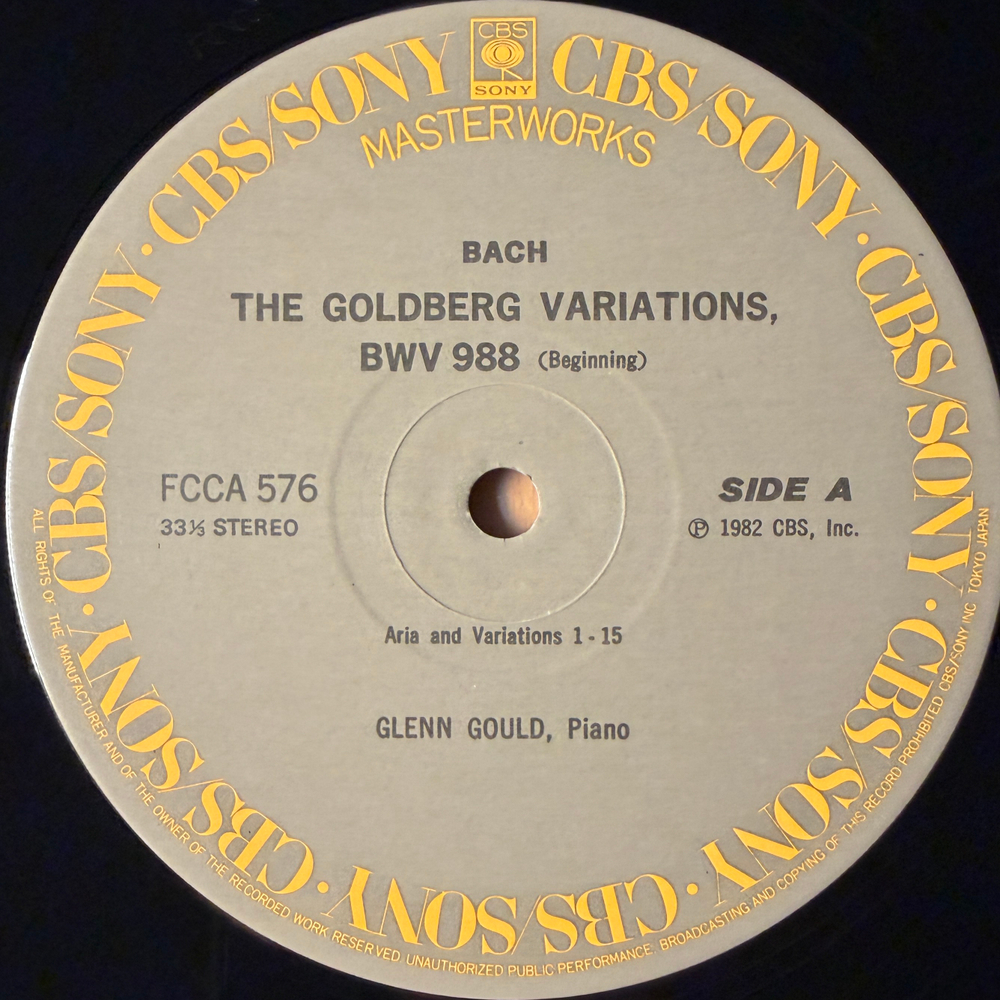 CBS
SONY
CBS/SONY · CBS/SONY · CBS/SONY · CBS/SONY · CBS/SONY · CBS/SONY · CBS/SONY · CBS/SONY
MASTERWORKS
BACH
THE GOLDBERG VARIATIONS,
BWV 988 (Beginning)
FCCA 576
SIDE A
33⅓ STEREO
Ⓟ 1982 CBS, Inc.
Aria and Variations 1 - 15
GLENN GOULD, Piano
ALL RIGHTS OF THE MANUFACTURER AND OF THE OWNER OF THE RECORDED WORK RESERVED. UNAUTHORIZED PUBLIC PERFORMANCE. BROADCASTING AND COPYING OF THIS RECORD PROHIBITED CBS/SONY INC. TOKYO JAPAN